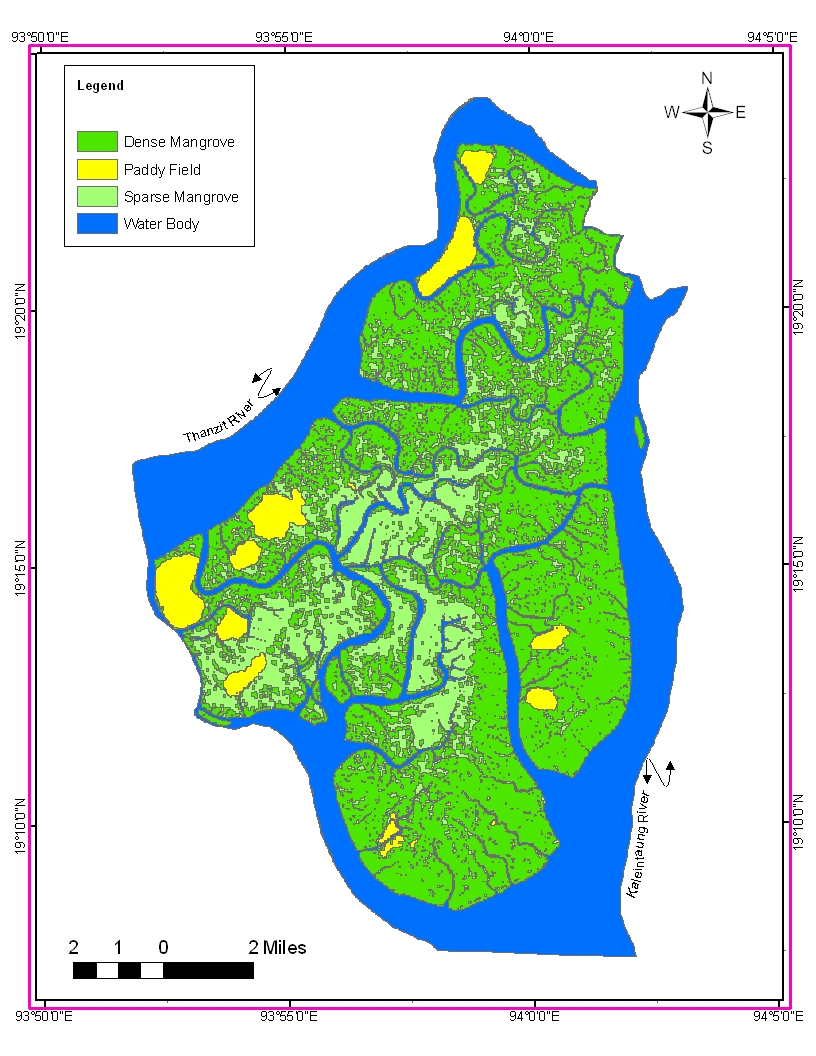 93°50'0"E 93°55'0"E 94°0'0"E 94°5'0"E
Legend
Dense Mangrove
Paddy Field
Sparse Mangrove
Water Body
N
W E
S
19°20'0"N 19°20'0"N
Thanzit River
19°15'0"N 19°15'0"N
19°10'0"N 19°10'0"N
Kaleintaung River
2 1 0 2 Miles
93°50'0"E 93°55'0"E 94°0'0"E 94°5'0"E